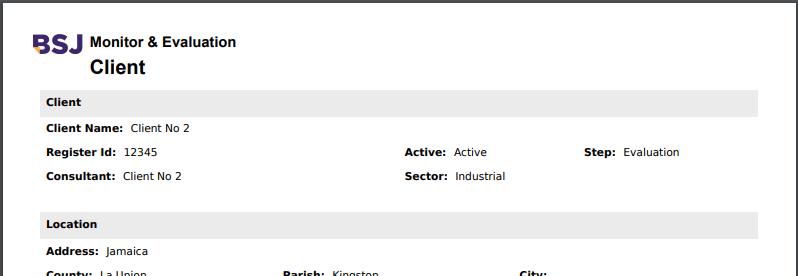 BSJ Monitor & Evaluation
Client
Client
Client Name: Client No 2
Register Id: 12345 Active: Active Step: Evaluation
Consultant: Client No 2 Sector: Industrial
Location
Address: Jamaica
County: La Union Parish: Kingston City: